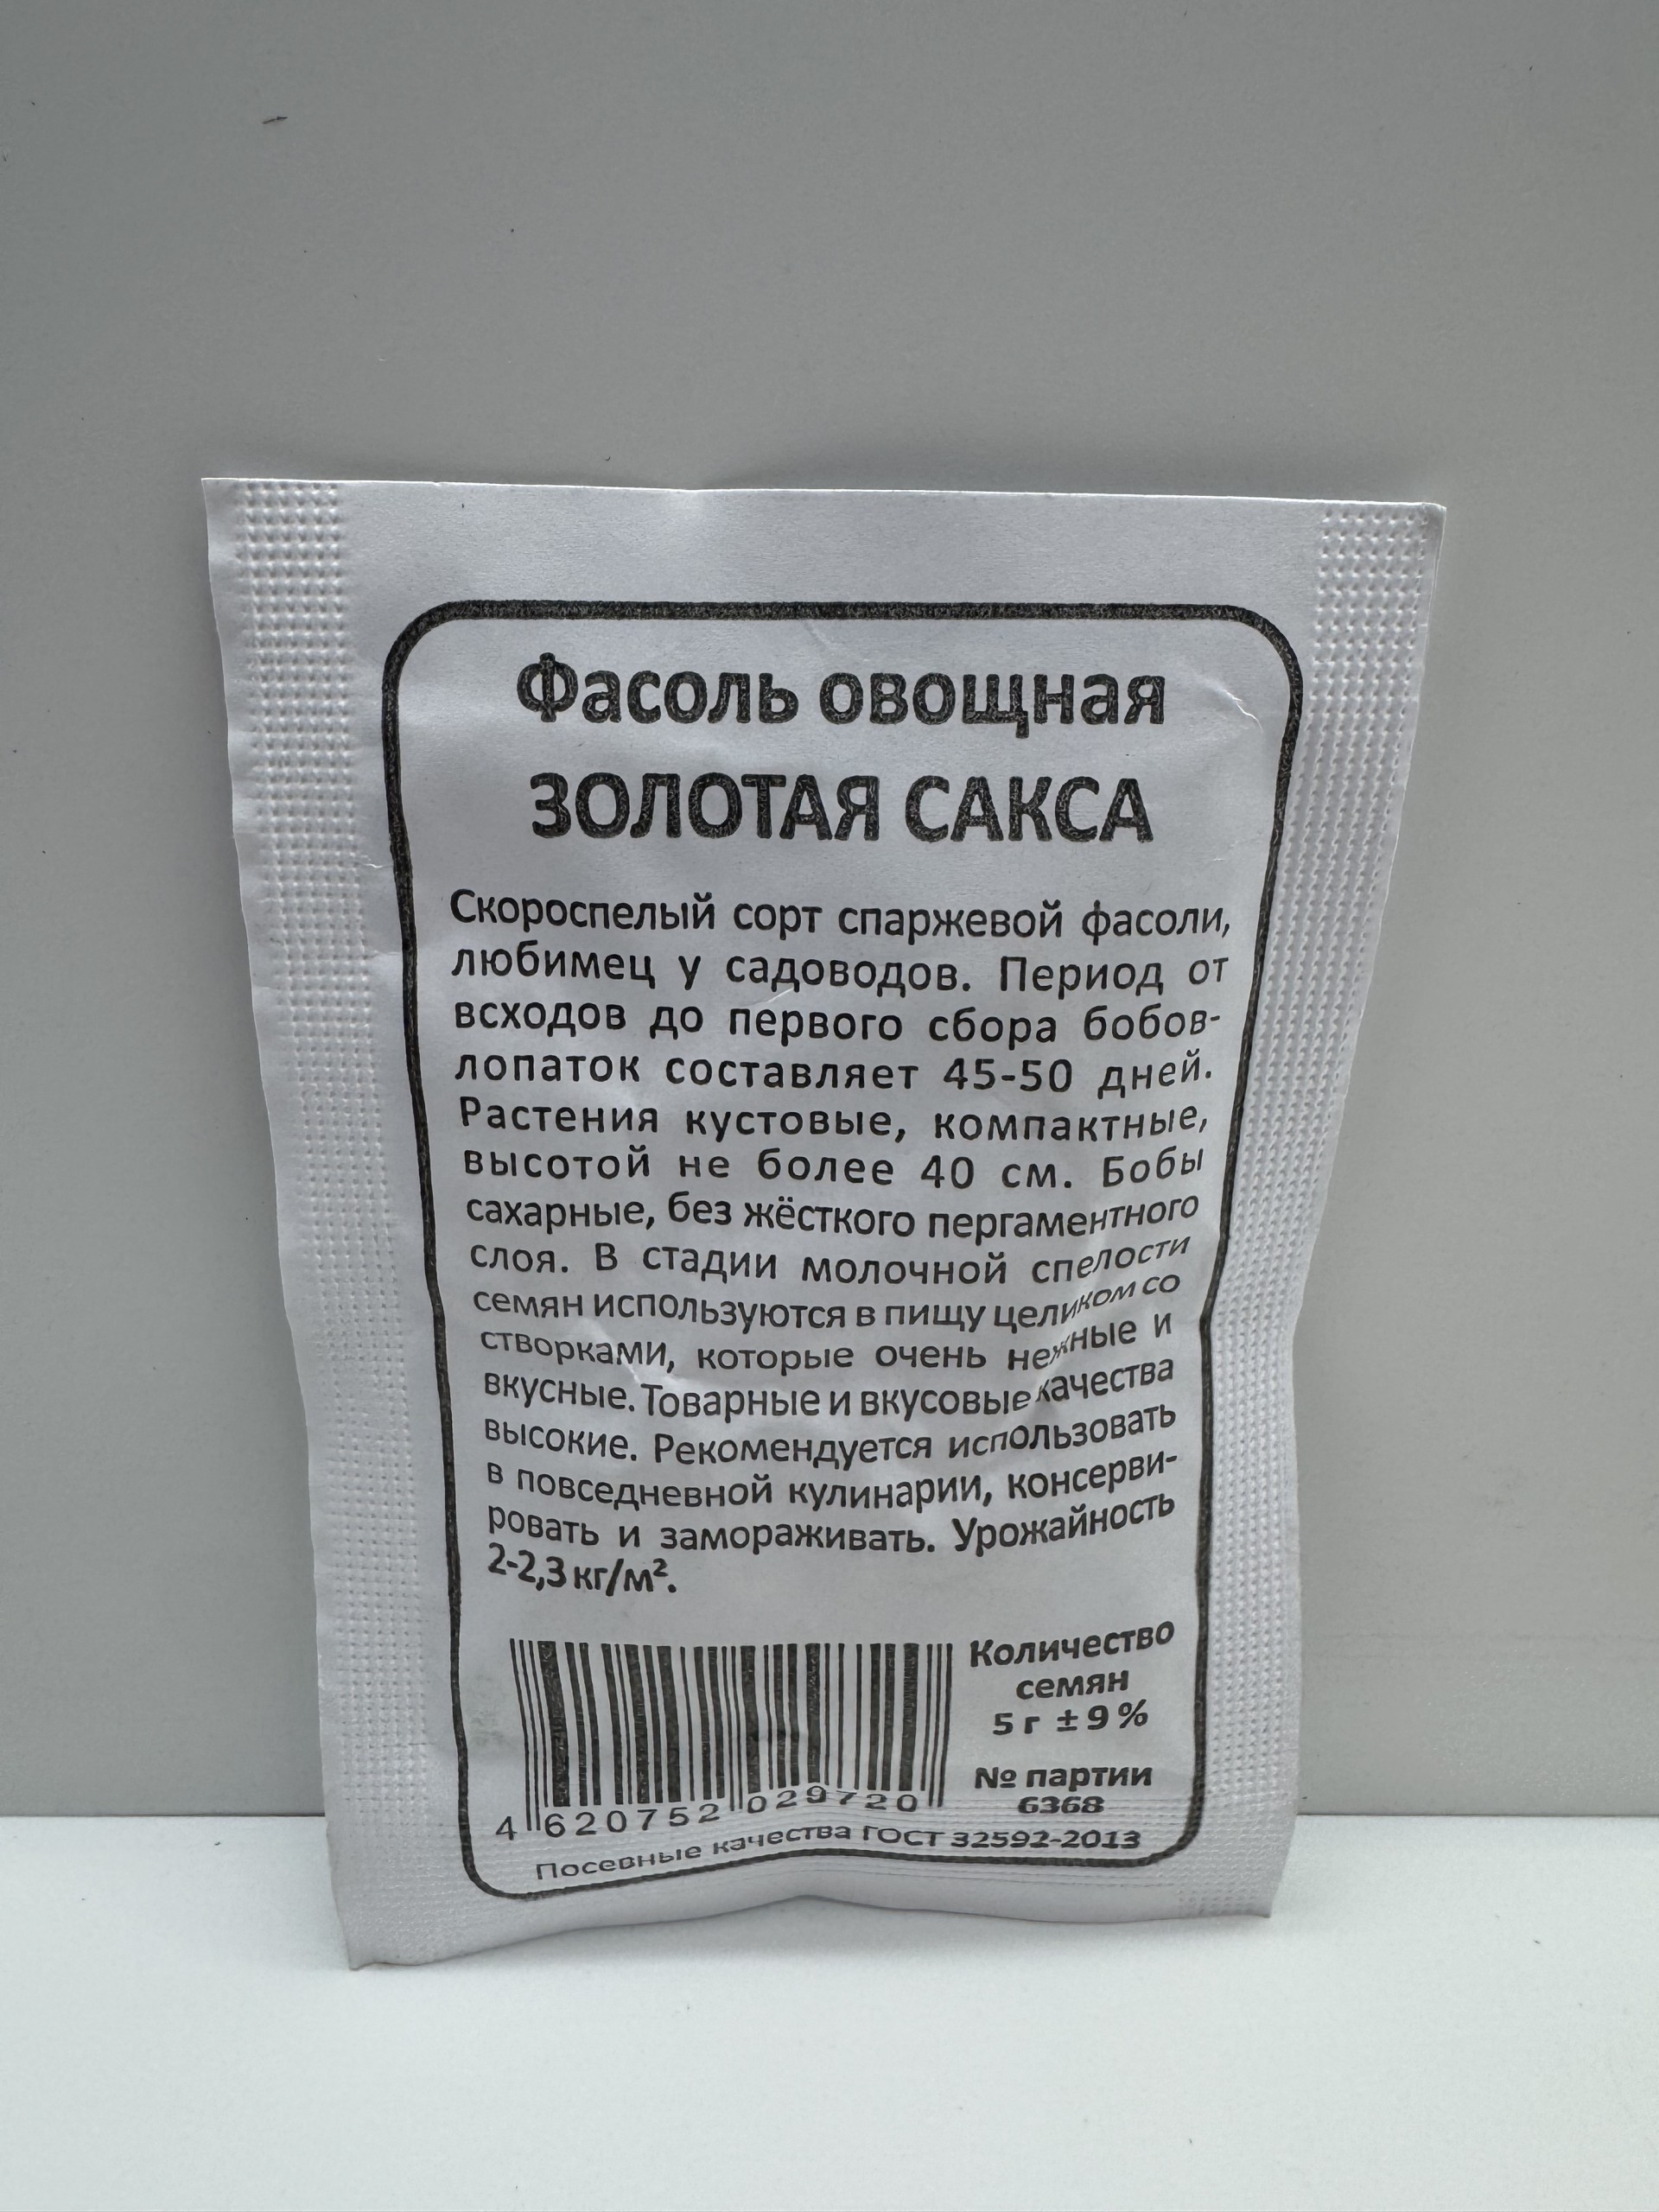 Фасоль овощная
ЗОЛОТАЯ САКСА
Скороспелый сорт спаржевой фасоли,
любимец у садоводов. Период от
всходов до первого сбора бобов-
лопаток составляет 45-50 дней.
Растения кустовые, компактные,
высотой не более 40 см. Бобы
сахарные, без жёсткого пергаментного
слоя. В стадии молочной спелости
семян используются в пищу целиком со
створками, которые очень нежные и
вкусные. Товарные и вкусовые качества
высокие. Рекомендуется использовать
в повседневной кулинарии, консерви-
ровать и замораживать. Урожайность
2-2,3 кг/м².
Количество
семян
5 г ±9%
№ партии
6368
4 620752 029720
Посевные качества ГОСТ 32592-2013